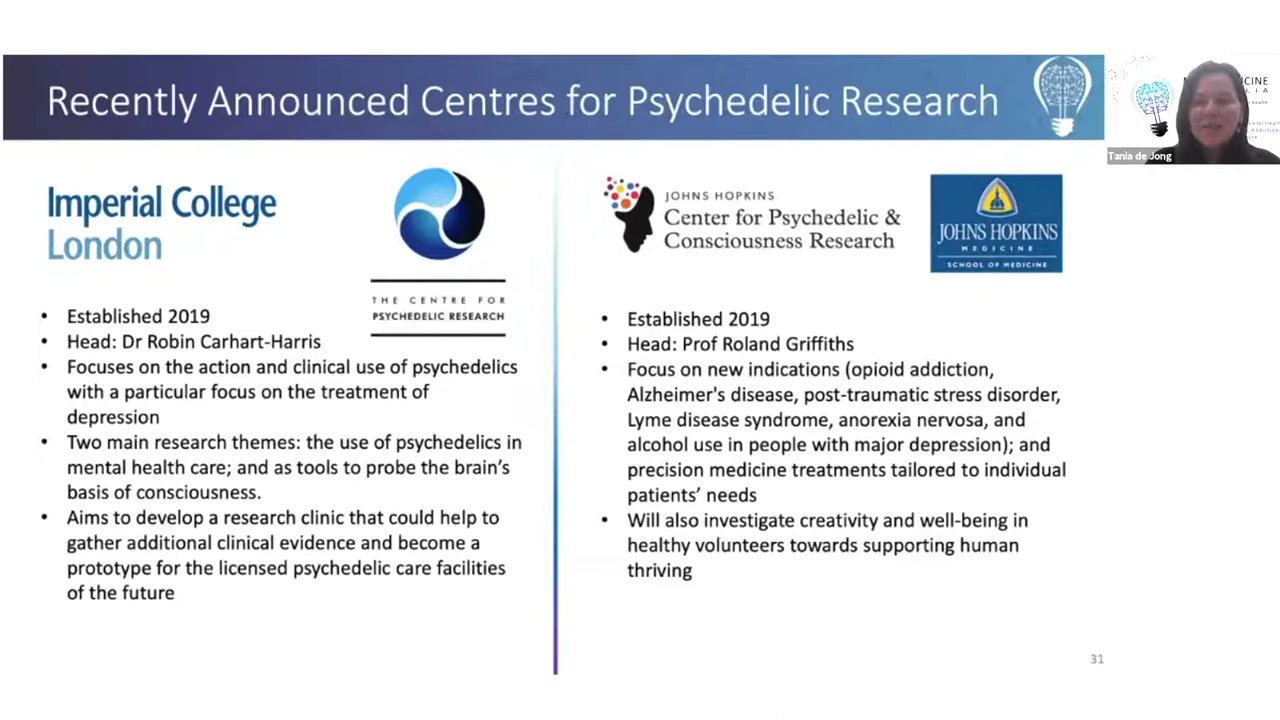 Recently Announced Centres for Psychedelic Research
Imperial College
London
THE CENTRE FOR
PSYCHEDELIC RESEARCH
• Established 2019
• Head: Dr Robin Carhart-Harris
• Focuses on the action and clinical use of psychedelics
with a particular focus on the treatment of
depression
• Two main research themes: the use of psychedelics in
mental health care; and as tools to probe the brain's
basis of consciousness.
• Aims to develop a research clinic that could help to
gather additional clinical evidence and become a
prototype for the licensed psychedelic care facilities
of the future
JOHNS HOPKINS
Center for Psychedelic &
Consciousness Research
JOHNS HOPKINS
MEDICINE
SCHOOL OF MEDICINE
• Established 2019
• Head: Prof Roland Griffiths
• Focus on new indications (opioid addiction,
Alzheimer's disease, post-traumatic stress disorder,
Lyme disease syndrome, anorexia nervosa, and
alcohol use in people with major depression); and
precision medicine treatments tailored to individual
patients’ needs
• Will also investigate creativity and well-being in
healthy volunteers towards supporting human
thriving
31
Tania de Jong